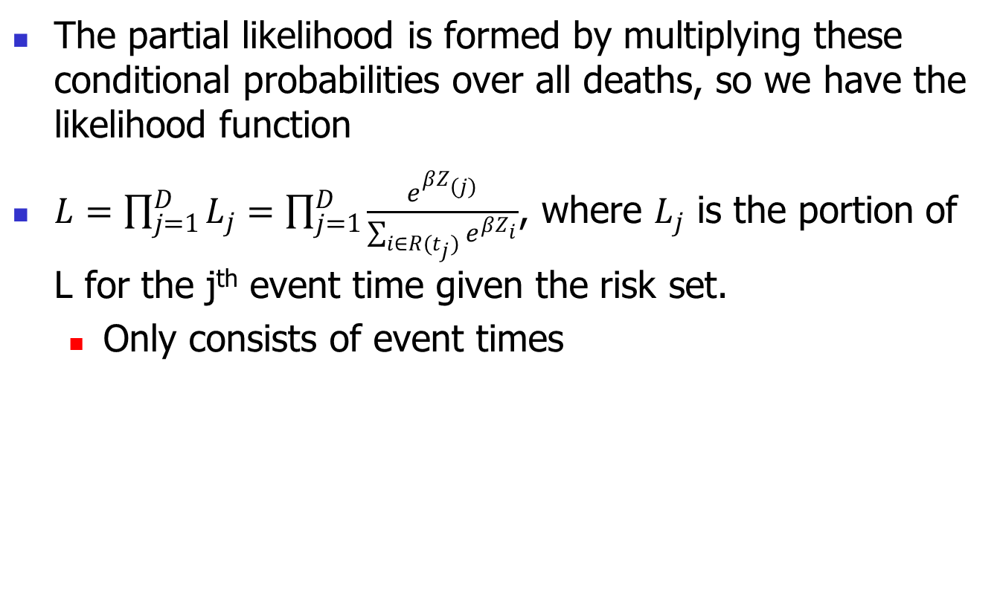 The partial likelihood is formed by multiplying these
conditional probabilities over all deaths, so we have the
likelihood function
$L = \prod_{j=1}^{D} L_j = \prod_{j=1}^{D} \frac{e^{\beta Z_{(j)}}}{\sum_{i \in R(t_j)} e^{\beta Z_i}}$, where $L_j$ is the portion of
L for the j^th event time given the risk set.
Only consists of event times